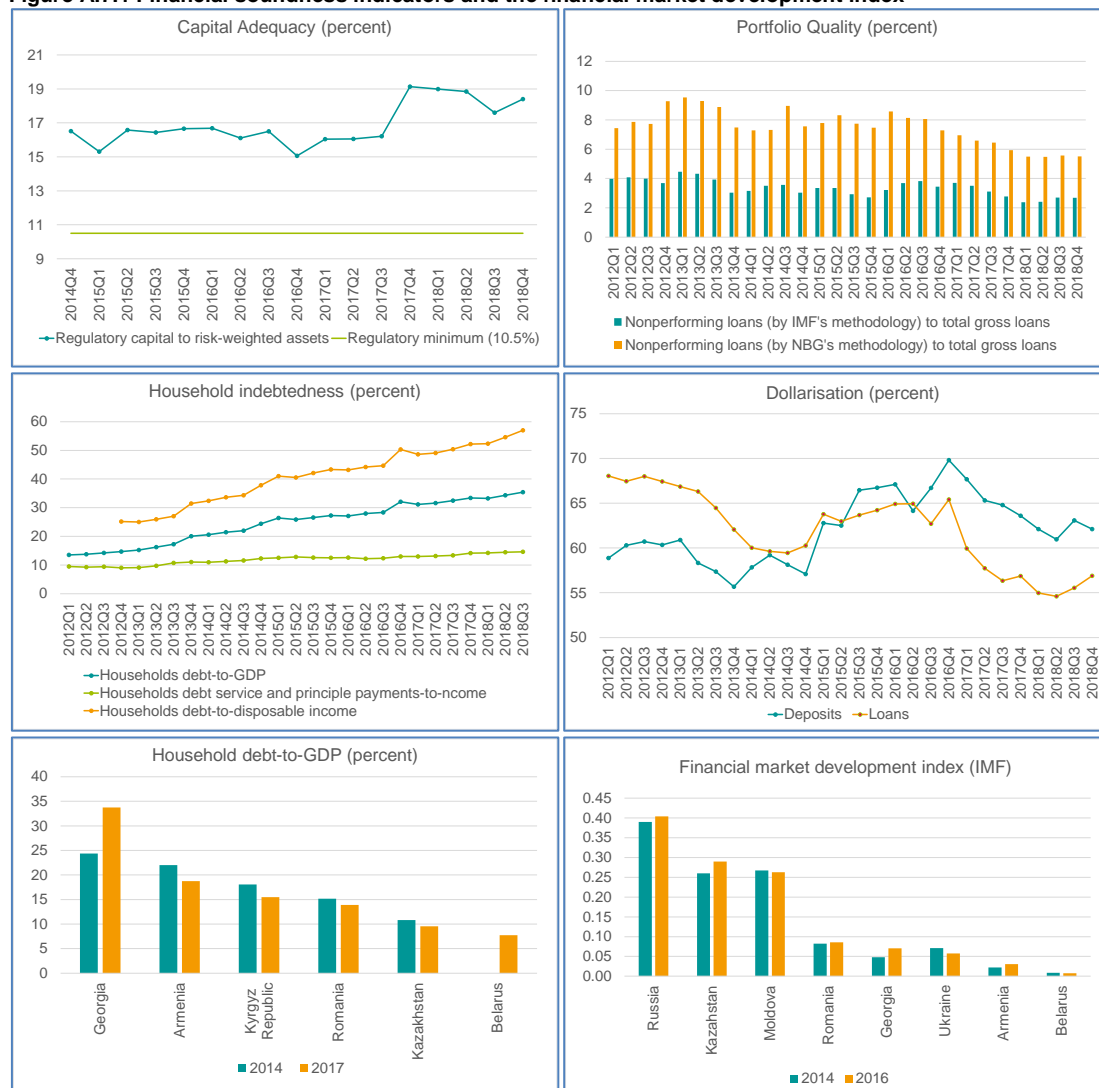 Figure Financial soundness indicators and the financial market development index
Capital Adequacy (percent)
21
19
17
15
13
11
9
2014Q4 2015Q1 2015Q2 2015Q3 2015Q4 2016Q1 2016Q2 2016Q3 2016Q4 2017Q1 2017Q2 2017Q3 2017Q4 2018Q1 2018Q2 2018Q3 2018Q4
Regulatory capital to risk-weighted assets Regulatory minimum (10.5%)
Portfolio Quality (percent)
12
10
8
6
4
2
0
2012Q1 2012Q2 2012Q3 2012Q4 2013Q1 2013Q2 2013Q3 2013Q4 2014Q1 2014Q2 2014Q3 2014Q4 2015Q1 2015Q2 2015Q3 2015Q4 2016Q1 2016Q2 2016Q3 2016Q4 2017Q1 2017Q2 2017Q3 2017Q4 2018Q1 2018Q2 2018Q3 2018Q4
Nonperforming loans (by IMF's methodology) to total gross loans
Nonperforming loans (by NBG's methodology) to total gross loans
Household indebtedness (percent)
60
50
40
30
20
10
0
2012Q1 2012Q2 2012Q3 2012Q4 2013Q1 2013Q2 2013Q3 2013Q4 2014Q1 2014Q2 2014Q3 2014Q4 2015Q1 2015Q2 2015Q3 2015Q4 2016Q1 2016Q2 2016Q3 2016Q4 2017Q1 2017Q2 2017Q3 2017Q4 2018Q1 2018Q2 2018Q3
Households debt-to-GDP
Households debt service and principle payments-to-ncome
Households debt-to-disposable income
Dollarisation (percent)
75
70
65
60
55
50
2012Q1 2012Q2 2012Q3 2012Q4 2013Q1 2013Q2 2013Q3 2013Q4 2014Q1 2014Q2 2014Q3 2014Q4 2015Q1 2015Q2 2015Q3 2015Q4 2016Q1 2016Q2 2016Q3 2016Q4 2017Q1 2017Q2 2017Q3 2017Q4 2018Q1 2018Q2 2018Q3 2018Q4
Deposits Loans
Household debt-to-GDP (percent)
40
35
30
25
20
15
10
5
0
Georgia
Armenia
Kyrgyz
Republic
Romania
Kazakhstan
Belarus
2014 2017
Financial market development index (IMF)
0.45
0.40
0.35
0.30
0.25
0.20
0.15
0.10
0.05
0.00
Russia
Kazahstan
Moldova
Romania
Georgia
Ukraine
Armenia
Belarus
2014 2016